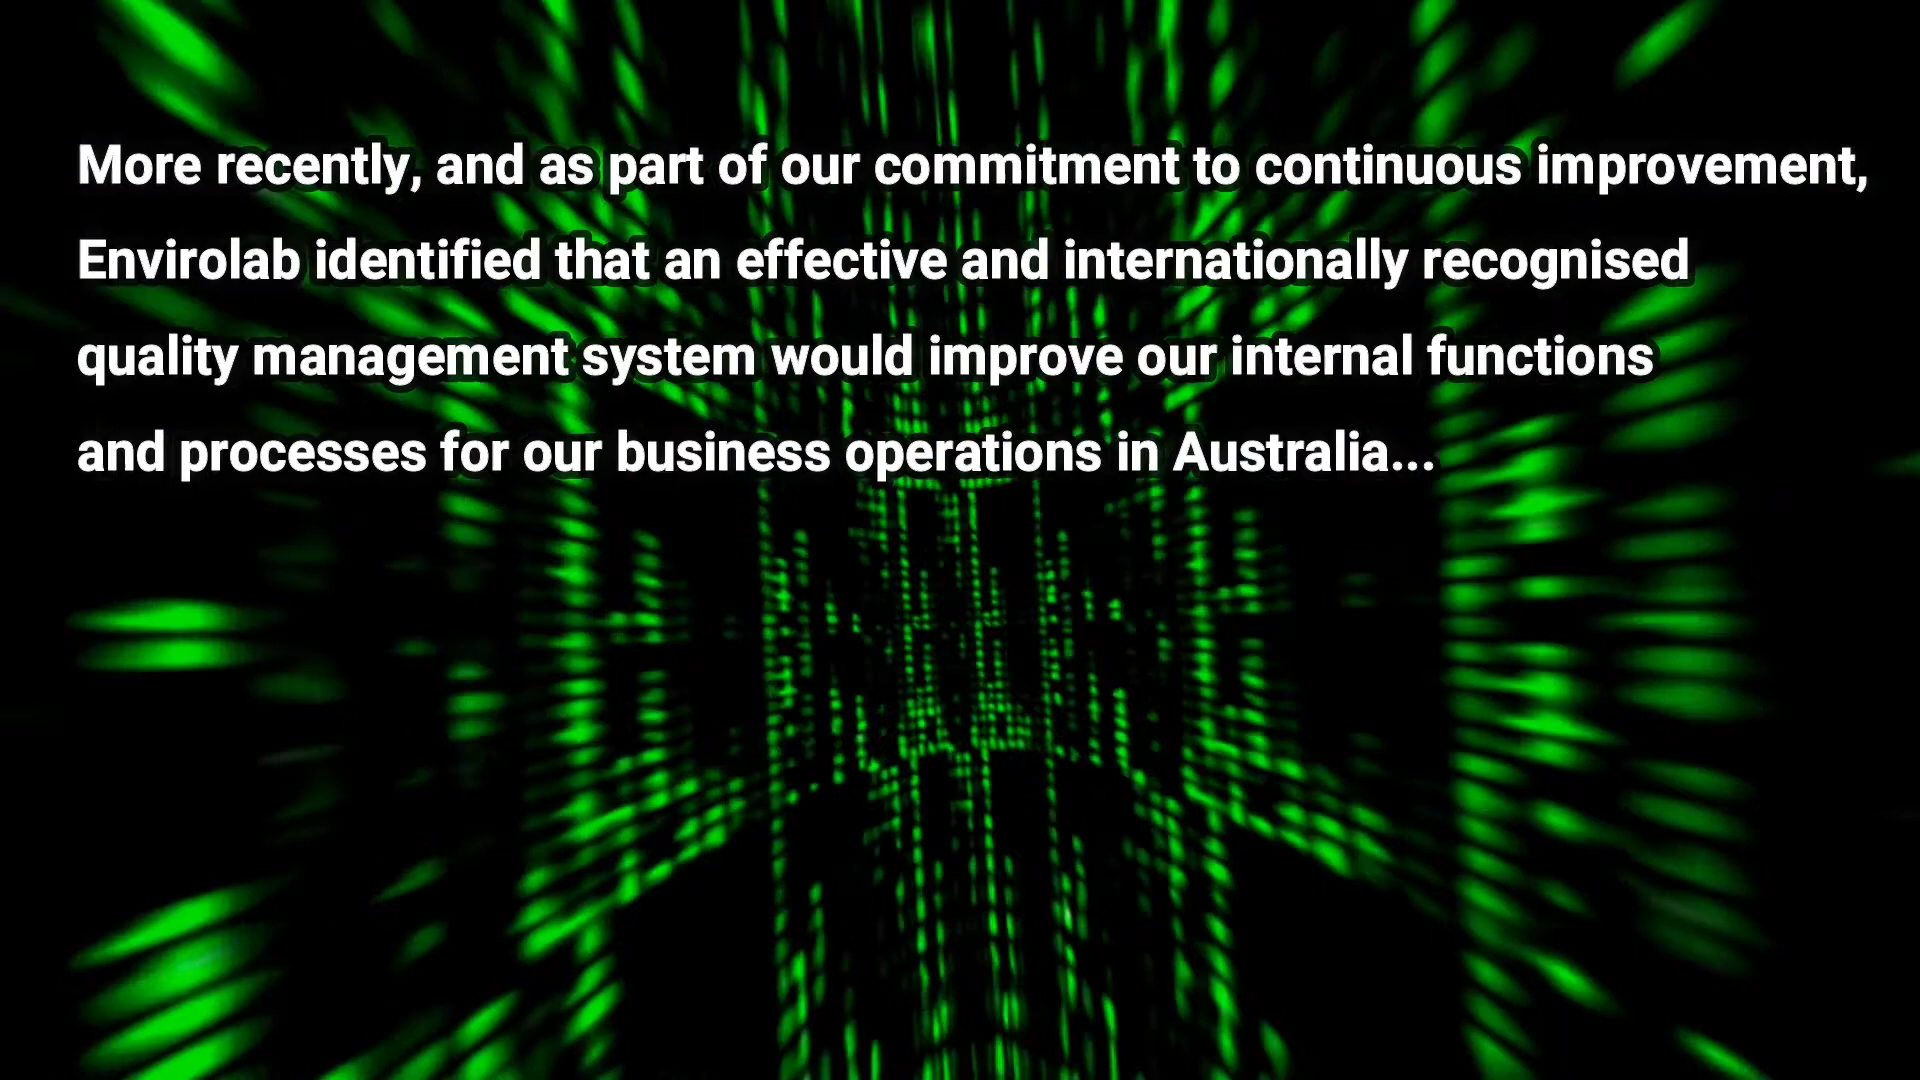 More recently, and as part of our commitment to continuous improvement,
Envirolab identified that an effective and internationally recognised
quality management system would improve our internal functions
and processes for our business operations in Australia...